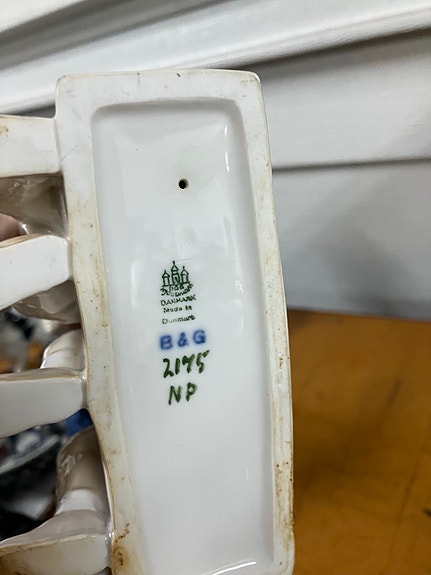 DANMARK
Made in
Denmark
B & G
2175
NP